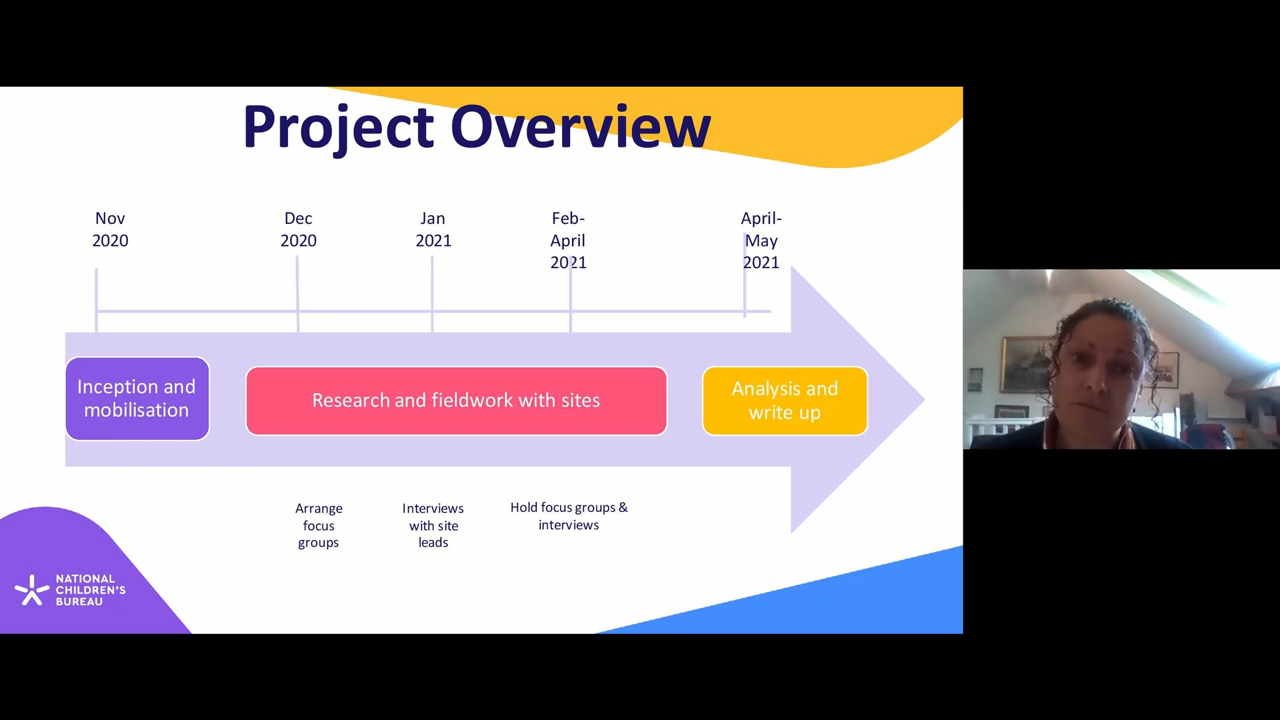 Project Overview
Nov
2020
Dec
2020
Jan
2021
Feb-
April
2021
April-
May
2021
Inception and
mobilisation
Research and fieldwork with sites
Analysis and
write up
Arrange
focus
groups
Interviews
with site
leads
Hold focus groups &
interviews
NATIONAL
CHILDREN'S
BUREAU